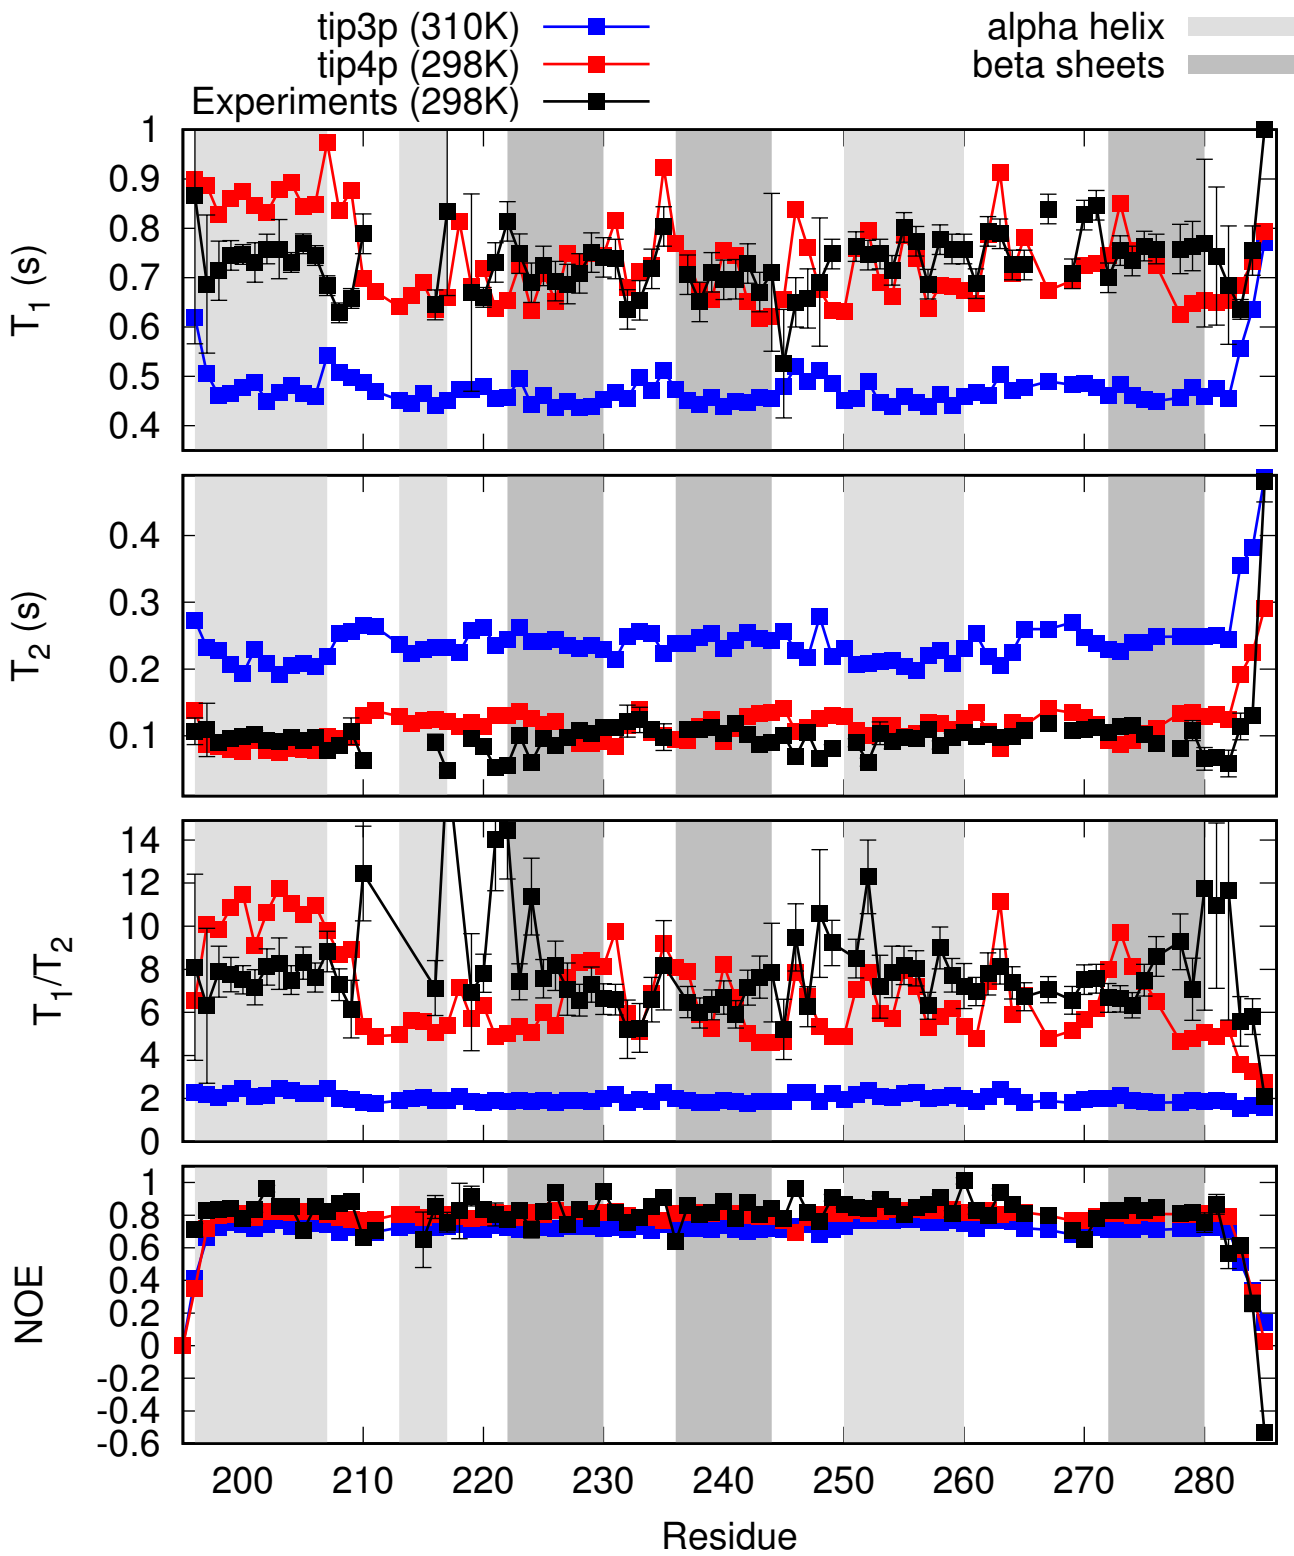 tip3p (310K)
tip4p (298K)
Experiments (298K)
alpha helix
beta sheets
1
0.9
0.8
0.7
0.6
0.5
0.4
T1 (s)
0.4
0.3
0.2
0.1
T2 (s)
14
12
10
8
6
4
2
0
T1/T2
1
0.8
0.6
0.4
0.2
0
-0.2
-0.4
-0.6
NOE
200 210 220 230 240 250 260 270 280
Residue